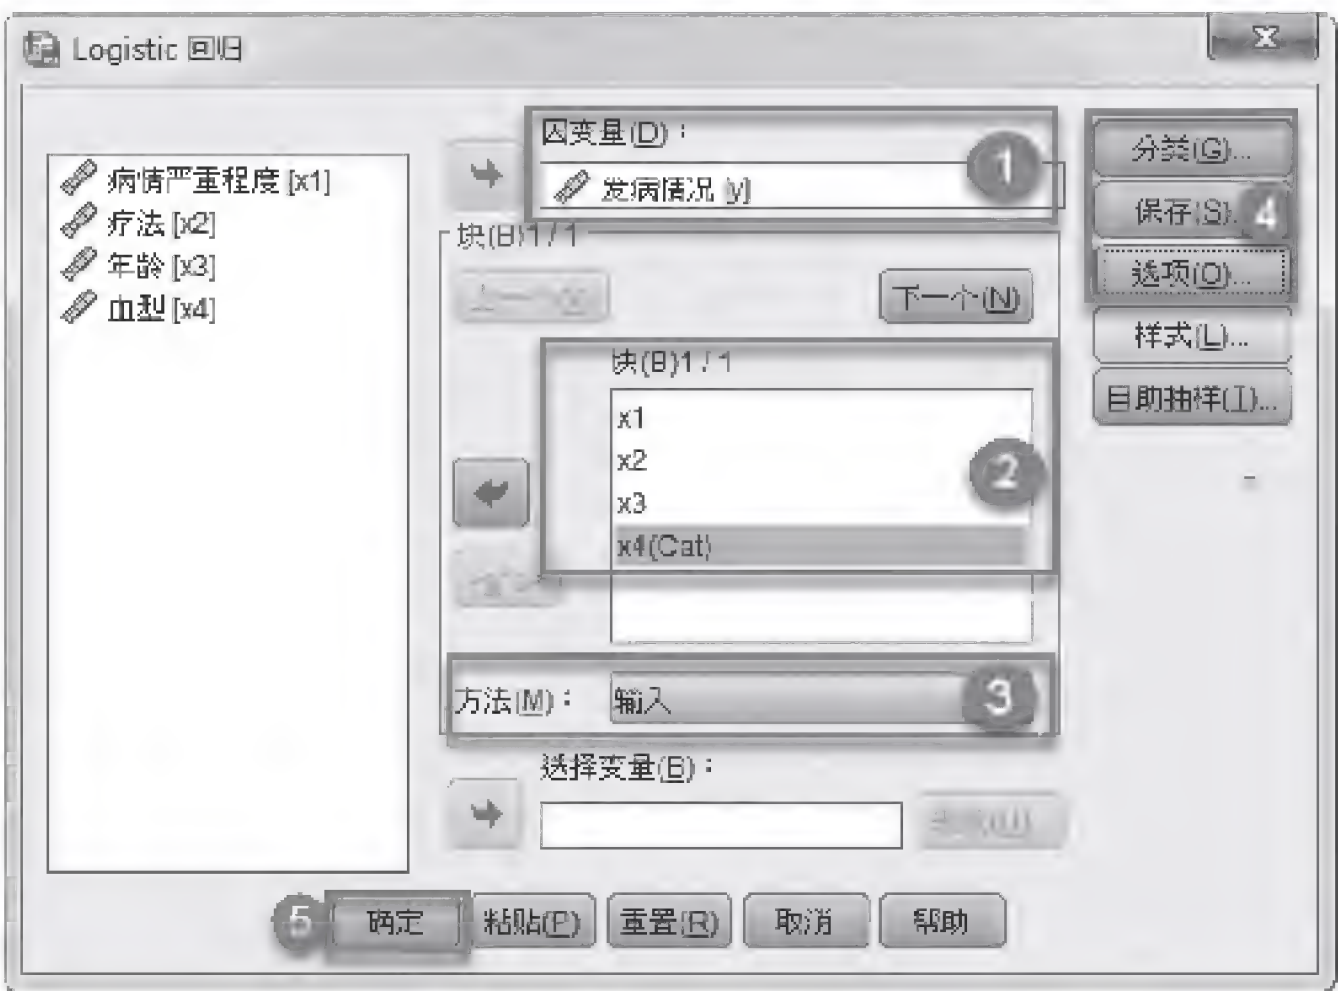 Logistic 回归
病情严重程度 [x1]
疗法 [x2]
年龄 [x3]
血型 [x4]
因变量(D)：
1
发病情况 [y]
块(B)1 / 1
下一个(N)
块(B)1 / 1
x1
x2
x3
x4(Cat)
2
方法(M)：
输入
3
选择变量(B)：
分类(G)...
保存(S)...
4
选项(O)...
样式(L)...
自助抽样(I)...
5
确定
粘贴(P)
重置(R)
取消
帮助